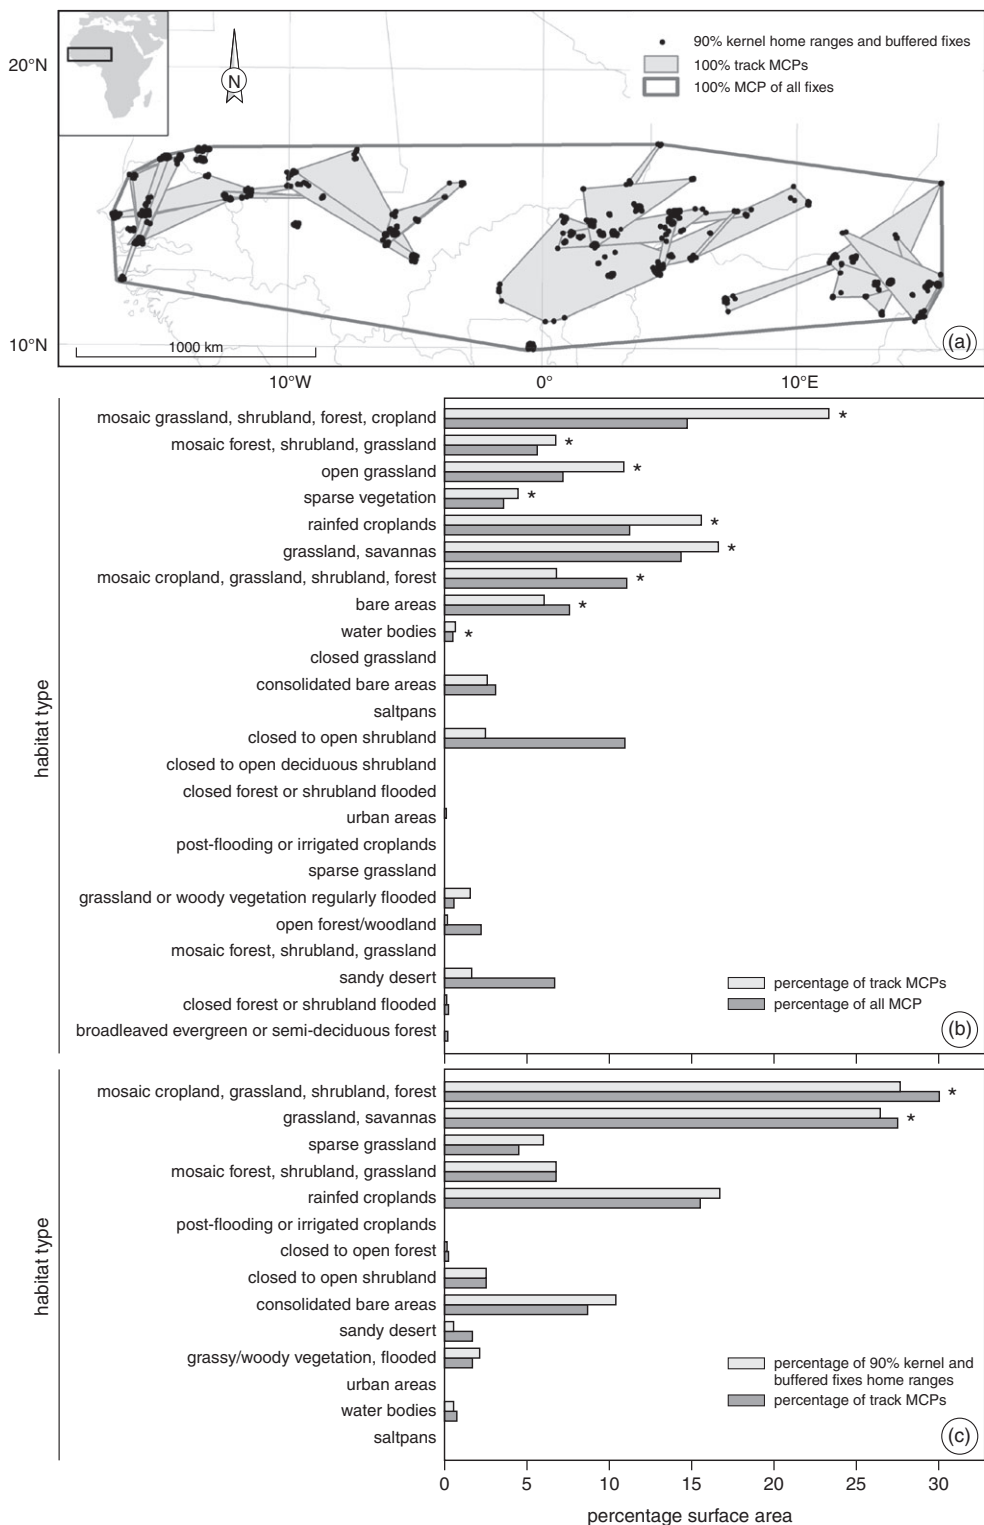 20°N
10°N
N
90% kernel home ranges and buffered fixes
100% track MCPs
100% MCP of all fixes
1000 km
(a)
10°W
0°
10°E
habitat type
mosaic grassland, shrubland, forest, cropland *
mosaic forest, shrubland, grassland *
open grassland *
sparse vegetation *
rainfed croplands *
grassland, savannas *
mosaic cropland, grassland, shrubland, forest *
bare areas *
water bodies *
closed grassland
consolidated bare areas
saltpans
closed to open shrubland
closed to open deciduous shrubland
closed forest or shrubland flooded
urban areas
post-flooding or irrigated croplands
sparse grassland
grassland or woody vegetation regularly flooded
open forest/woodland
mosaic forest, shrubland, grassland
sandy desert
closed forest or shrubland flooded
broadleaved evergreen or semi-deciduous forest
percentage of track MCPs
percentage of all MCP
(b)
habitat type
mosaic cropland, grassland, shrubland, forest *
grassland, savannas *
sparse grassland
mosaic forest, shrubland, grassland
rainfed croplands
post-flooding or irrigated croplands
closed to open forest
closed to open shrubland
consolidated bare areas
sandy desert
grassy/woody vegetation, flooded
urban areas
water bodies
saltpans
percentage of 90% kernel and
buffered fixes home ranges
percentage of track MCPs
(c)
0 5 10 15 20 25 30
percentage surface area